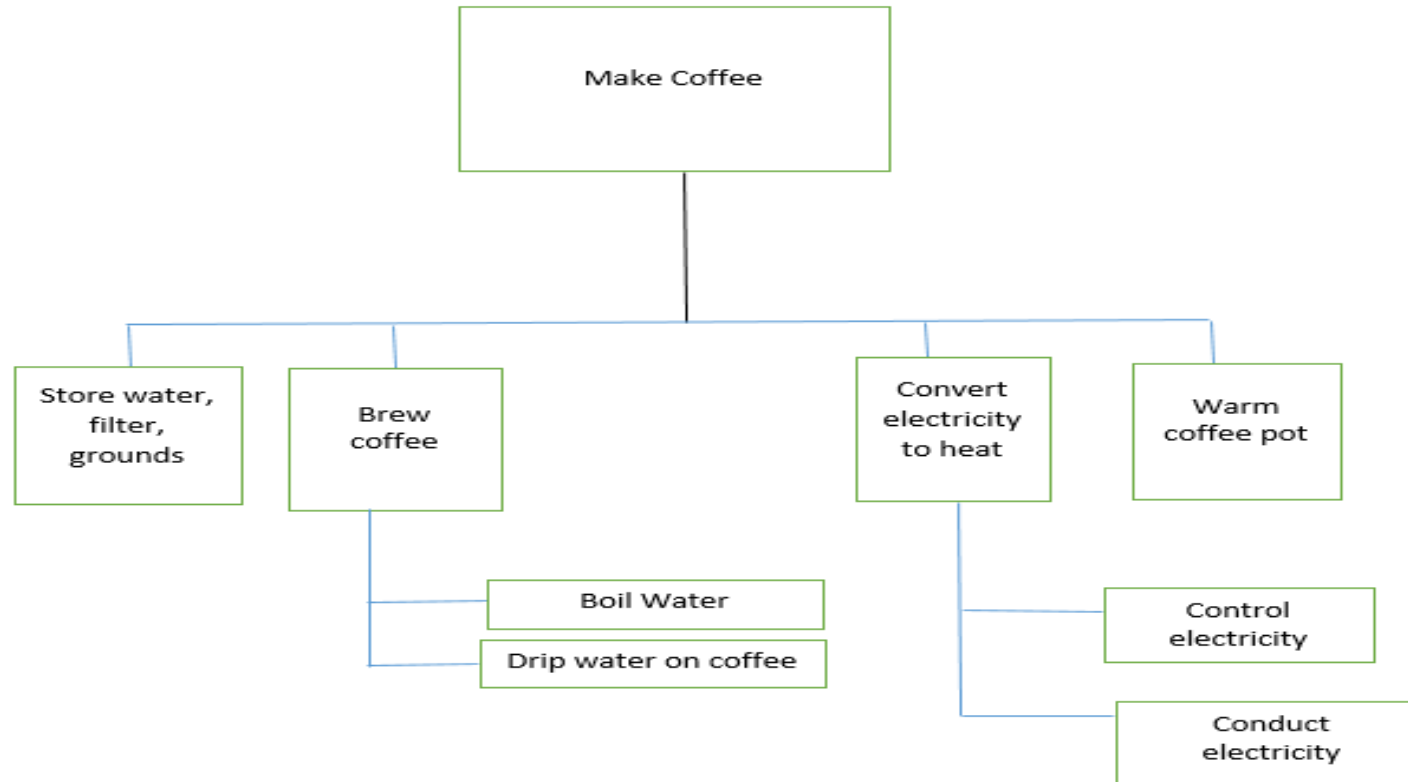 Make Coffee
Store water,
filter,
grounds
Brew
coffee
Convert
electricity
to heat
Warm
coffee pot
Boil Water
Drip water on coffee
Control
electricity
Conduct
electricity